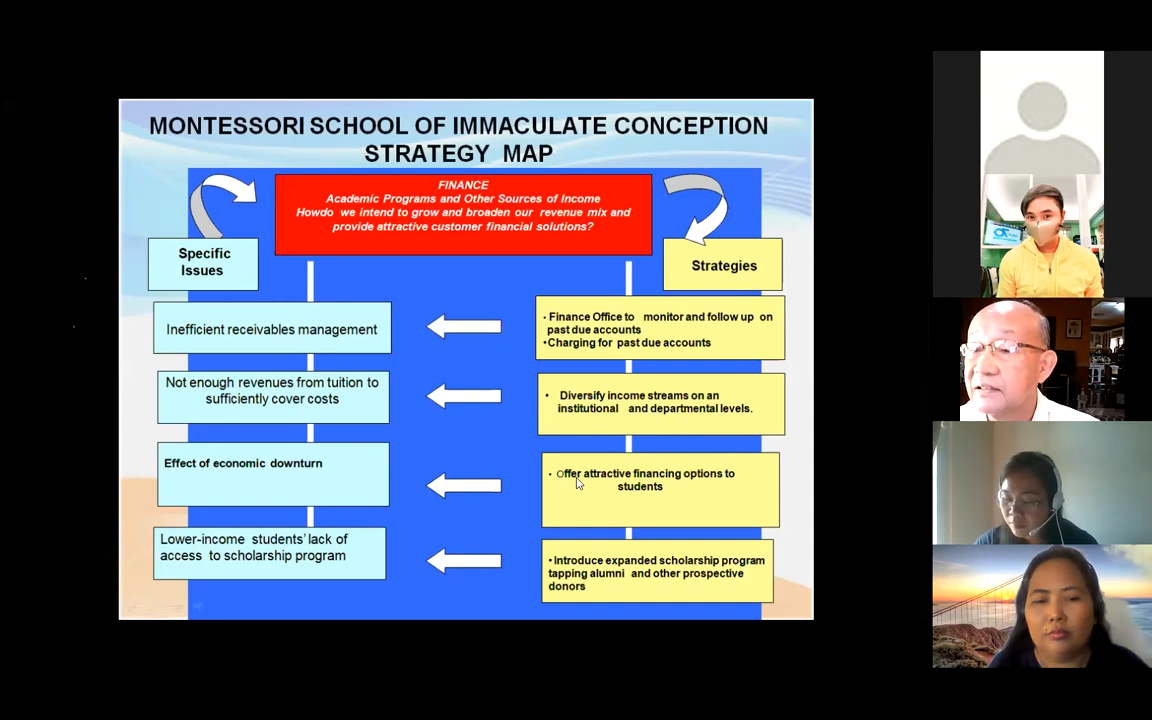 MONTESSORI SCHOOL OF IMMACULATE CONCEPTION
STRATEGY MAP
FINANCE
Academic Programs and Other Sources of Income
Howdo we intend to grow and broaden our revenue mix and
provide attractive customer financial solutions?
Specific
Issues
Strategies
Inefficient receivables management
• Finance Office to monitor and follow up on
past due accounts
•Charging for past due accounts
Not enough revenues from tuition to
sufficiently cover costs
• Diversify income streams on an
institutional and departmental levels.
Effect of economic downturn
• Offer attractive financing options to
students
Lower-income students' lack of
access to scholarship program
•Introduce expanded scholarship program
tapping alumni and other prospective
donors